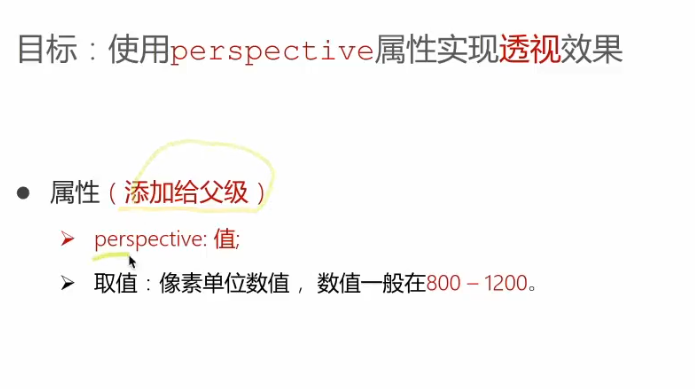 目标：使用perspective属性实现透视效果
● 属性（添加给父级）
➢ perspective: 值;
➢ 取值：像素单位数值， 数值一般在800 – 1200。